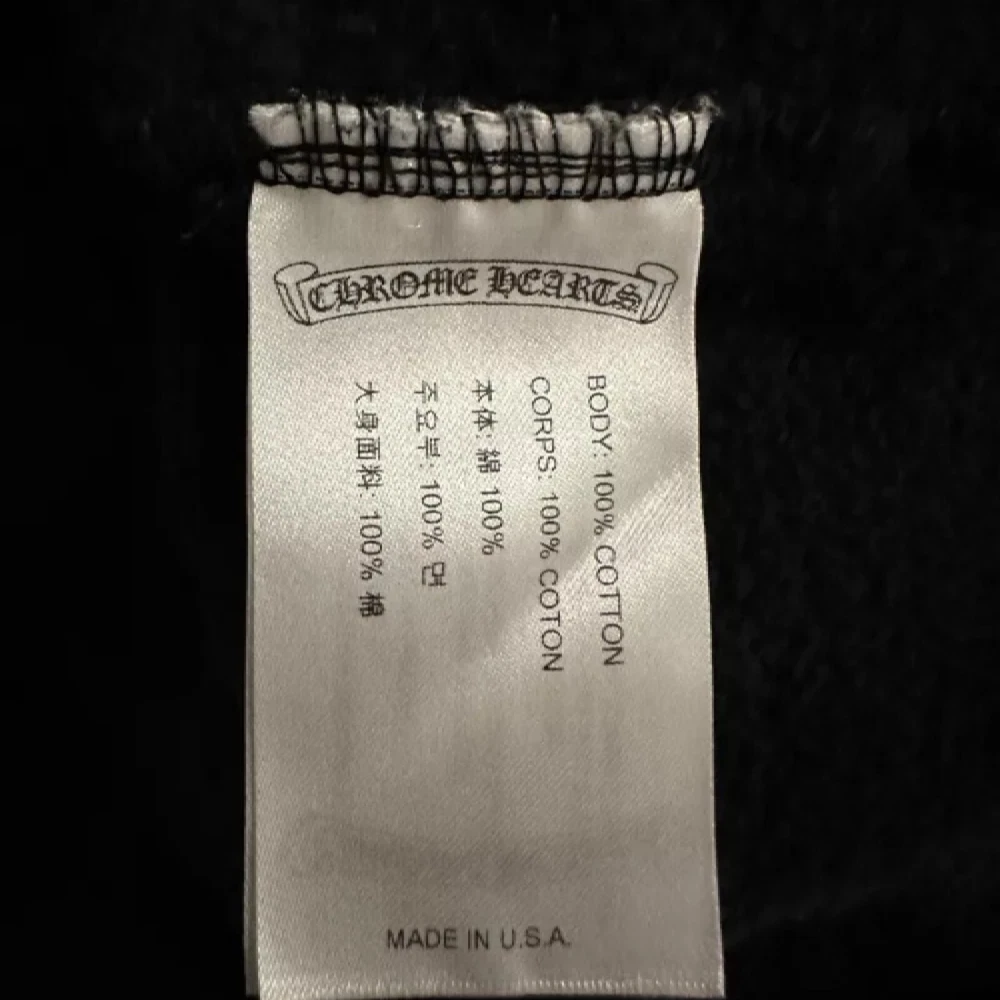 CHROME HEARTS
BODY: 100% COTTON
CORPS: 100% COTON
本体: 綿 100%
주요부: 100% 면
大身面料: 100% 棉
MADE IN U.S.A.